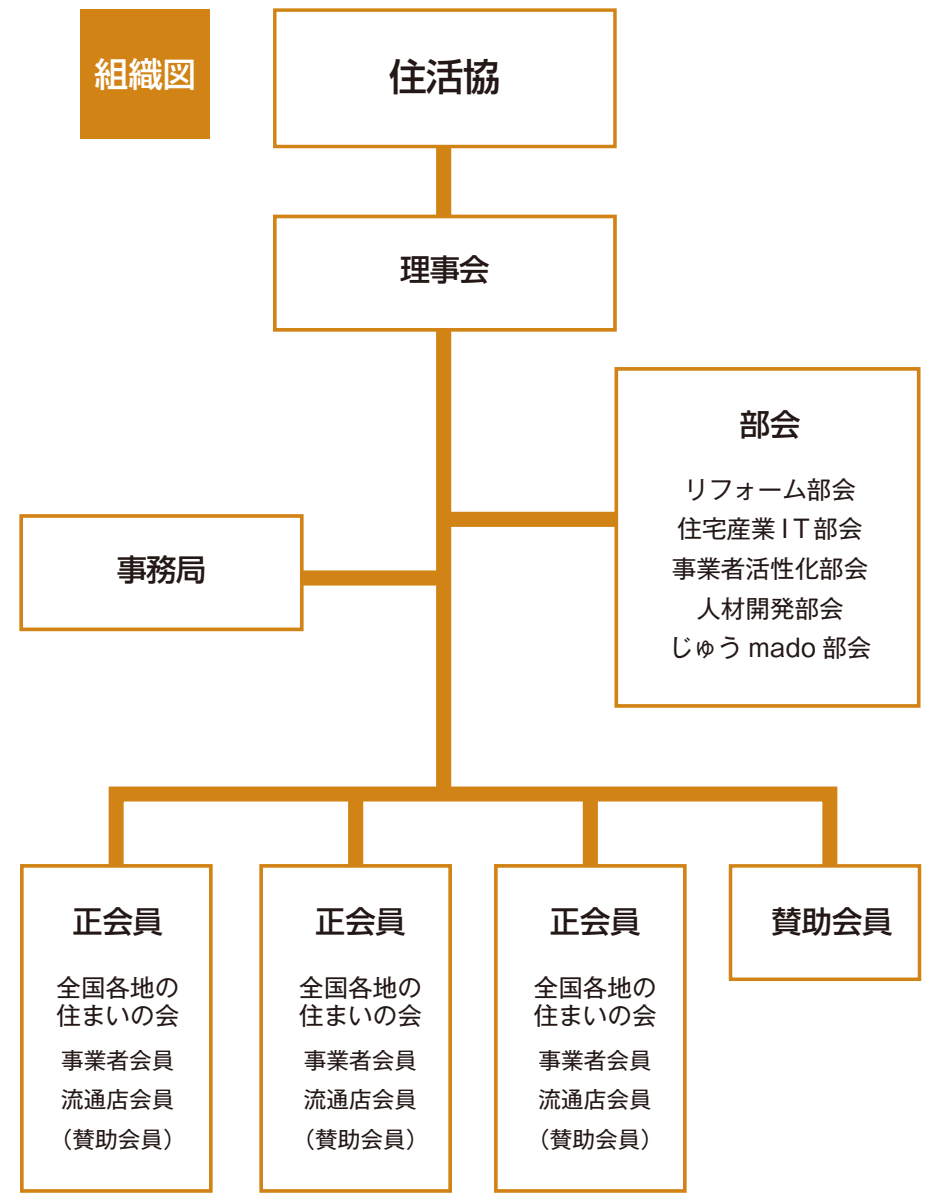 組織図
住活協
理事会
部会
リフォーム部会
住宅産業IT部会
事業者活性化部会
人材開発部会
じゅう mado 部会
事務局
正会員
全国各地の
住まいの会
事業者会員
流通店会員
（賛助会員）
正会員
全国各地の
住まいの会
事業者会員
流通店会員
（賛助会員）
正会員
全国各地の
住まいの会
事業者会員
流通店会員
（賛助会員）
賛助会員